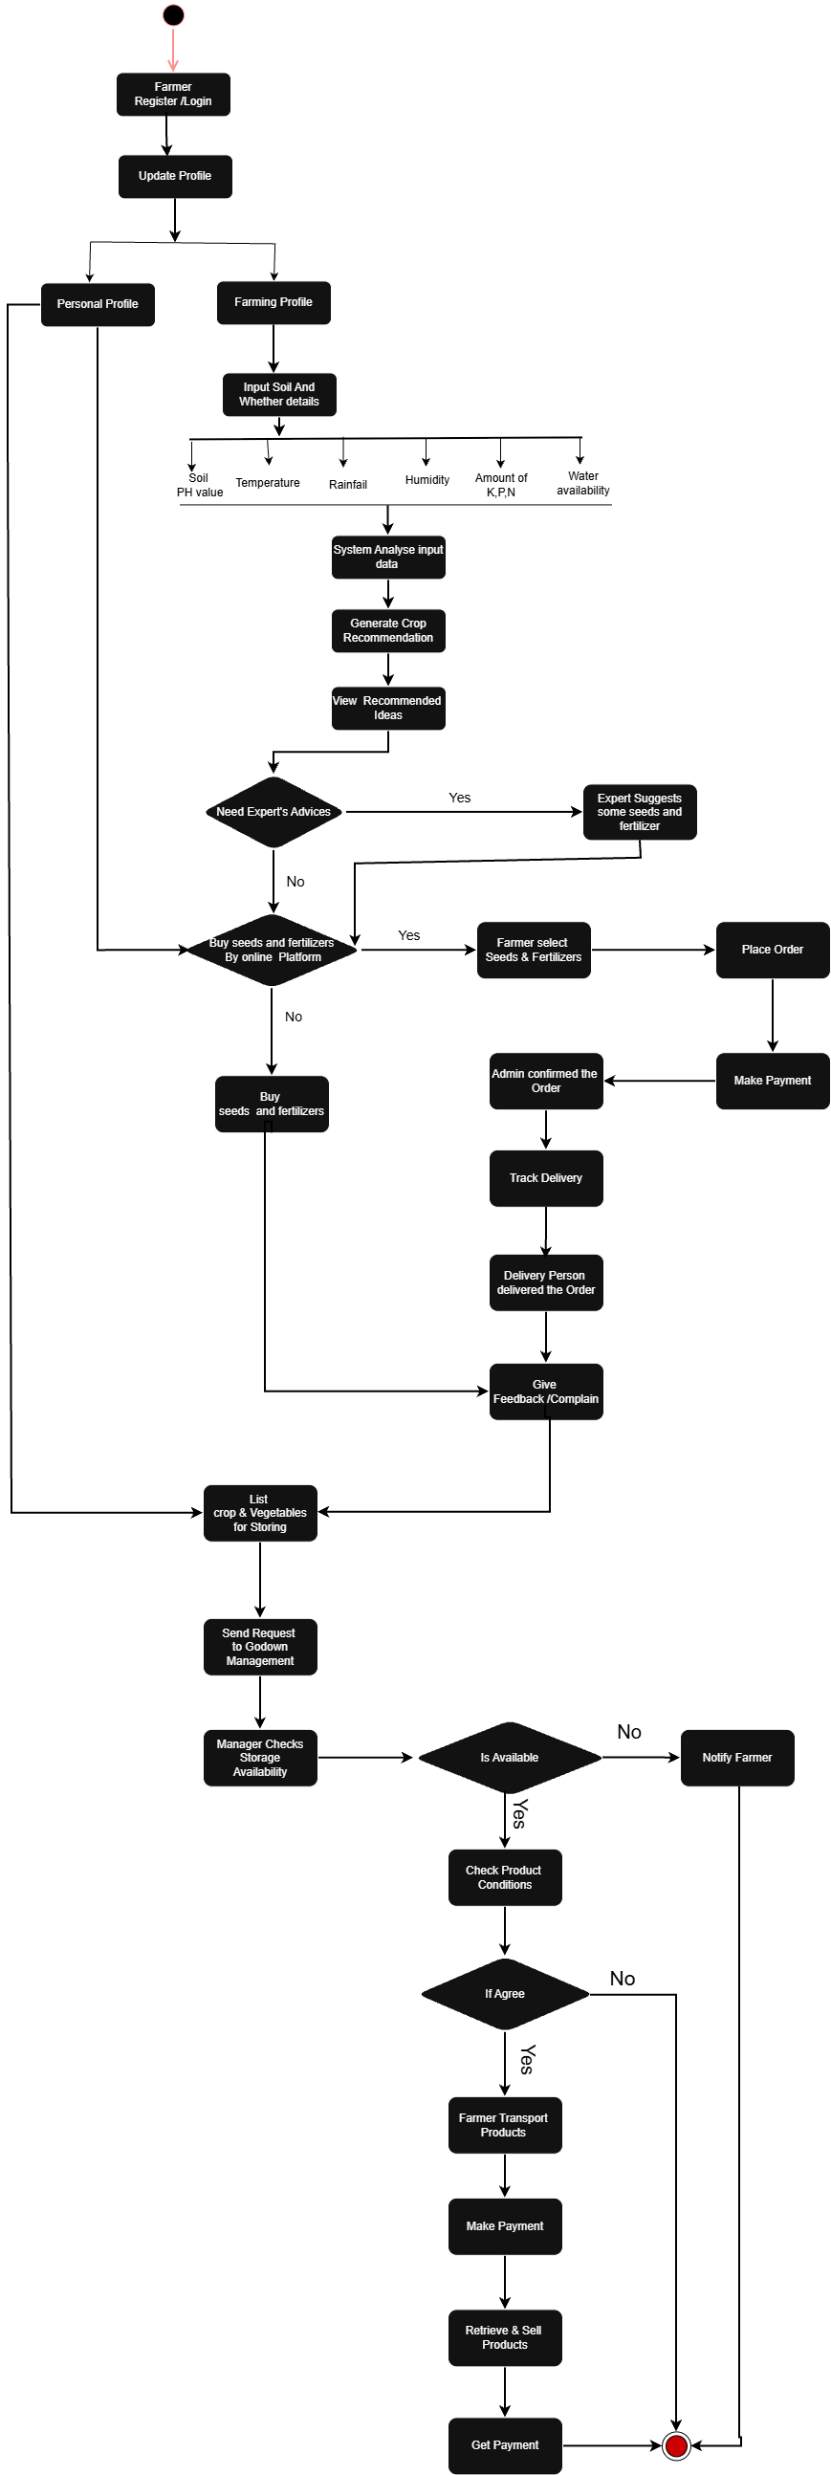 Farmer
Register /Login
Update Profile
Personal Profile
Farming Profile
Input Soil And
Whether details
Soil
PH value
Temperature
Rainfail
Humidity
Amount of
K,P,N
Water
availability
System Analyse input
data
Generate Crop
Recommendation
View Recommended
Ideas
Need Expert's Advices
Yes
Expert Suggests
some seeds and
fertilizer
No
Buy seeds and fertilizers
By online Platform
Yes
Farmer select
Seeds & Fertilizers
Place Order
No
Make Payment
Admin confirmed the
Order
Buy
seeds and fertilizers
Track Delivery
Delivery Person
delivered the Order
Give
Feedback /Complain
List
crop & Vegetables
for Storing
Send Request
to Godown
Management
Manager Checks
Storage
Availability
Is Available
No
Notify Farmer
Yes
Check Product
Conditions
If Agree
No
Yes
Farmer Transport
Products
Make Payment
Retrieve & Sell
Products
Get Payment